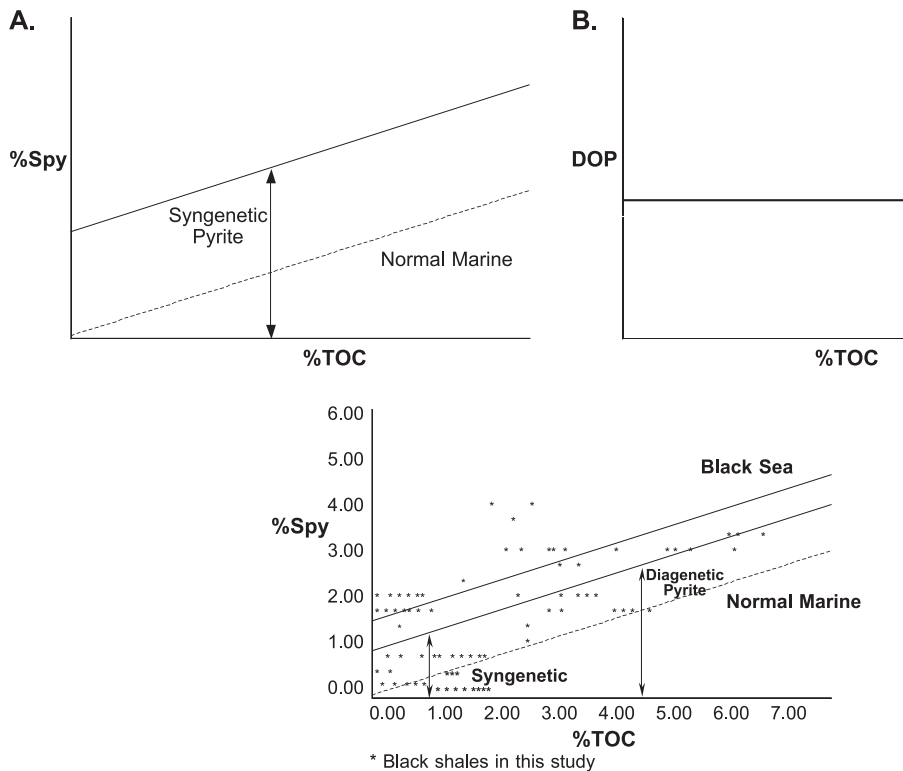 A.
B.
%Spy
Syngenetic
Pyrite
Normal Marine
%TOC
DOP
%TOC
6.00
5.00
4.00
3.00
2.00
1.00
0.00
%Spy
Black Sea
Diagenetic
Pyrite
Normal Marine
Syngenetic
0.00 1.00 2.00 3.00 4.00 5.00 6.00 7.00
%TOC
* Black shales in this study